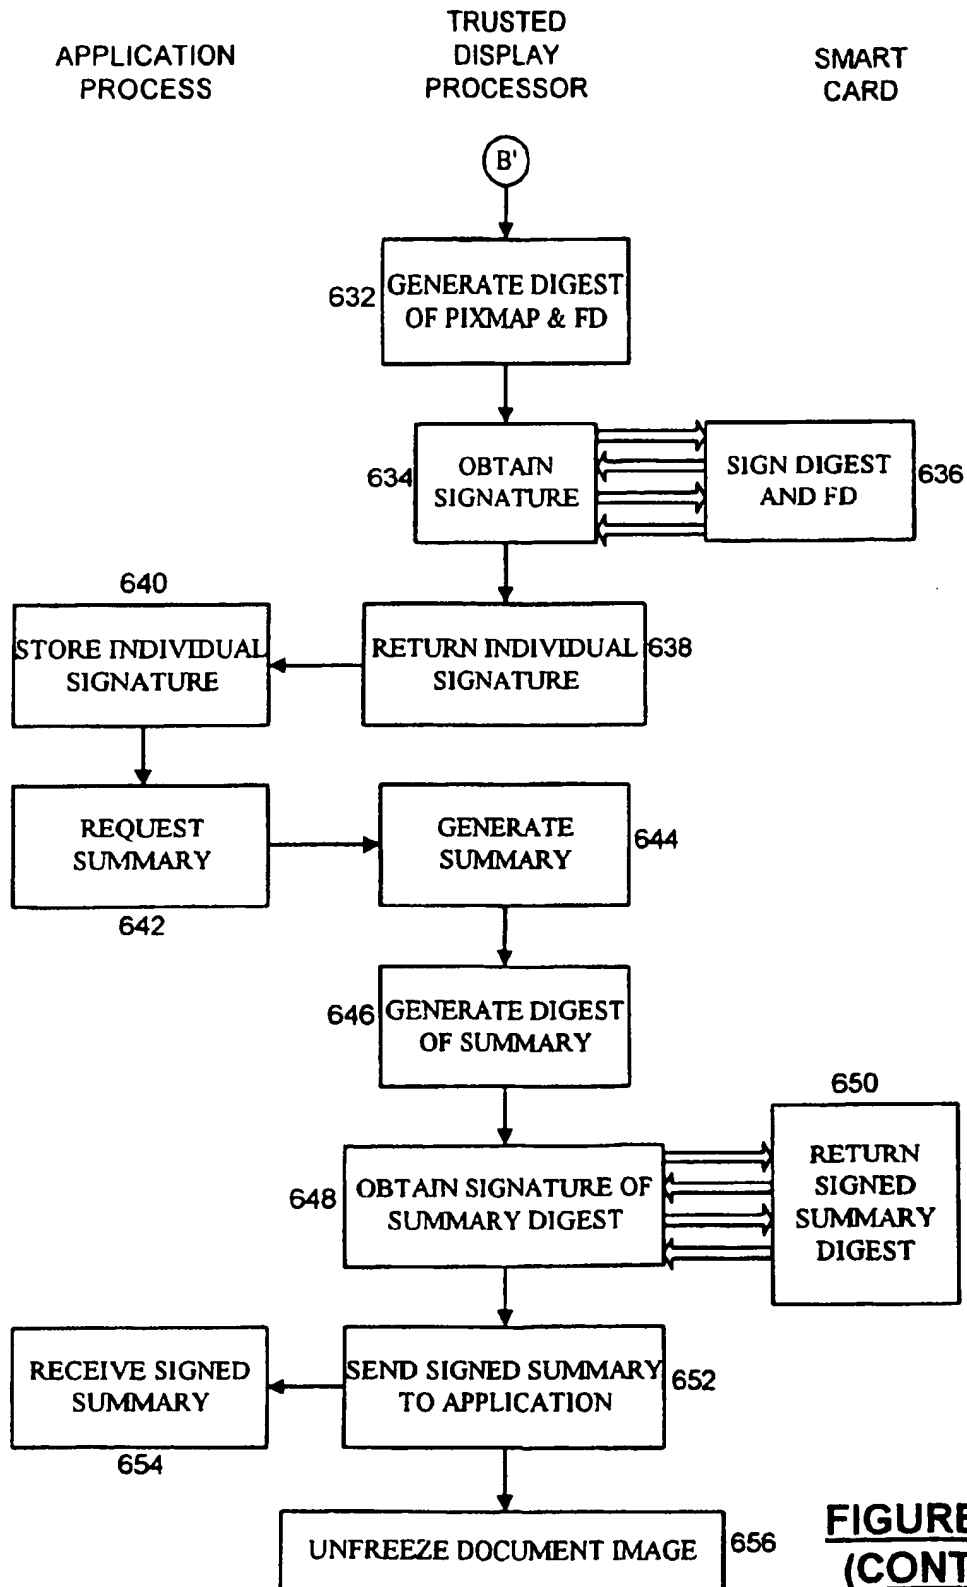 APPLICATION
PROCESS
TRUSTED
DISPLAY
PROCESSOR
SMART
CARD
B'
632
GENERATE DIGEST
OF PIXMAP & FD
634
OBTAIN
SIGNATURE
SIGN DIGEST
AND FD
636
640
STORE INDIVIDUAL
SIGNATURE
RETURN INDIVIDUAL
SIGNATURE
638
REQUEST
SUMMARY
642
GENERATE
SUMMARY
644
646
GENERATE DIGEST
OF SUMMARY
648
OBTAIN SIGNATURE OF
SUMMARY DIGEST
650
RETURN
SIGNED
SUMMARY
DIGEST
RECEIVE SIGNED
SUMMARY
654
SEND SIGNED SUMMARY
TO APPLICATION
652
UNFREEZE DOCUMENT IMAGE
656
FIGURE
(CONT